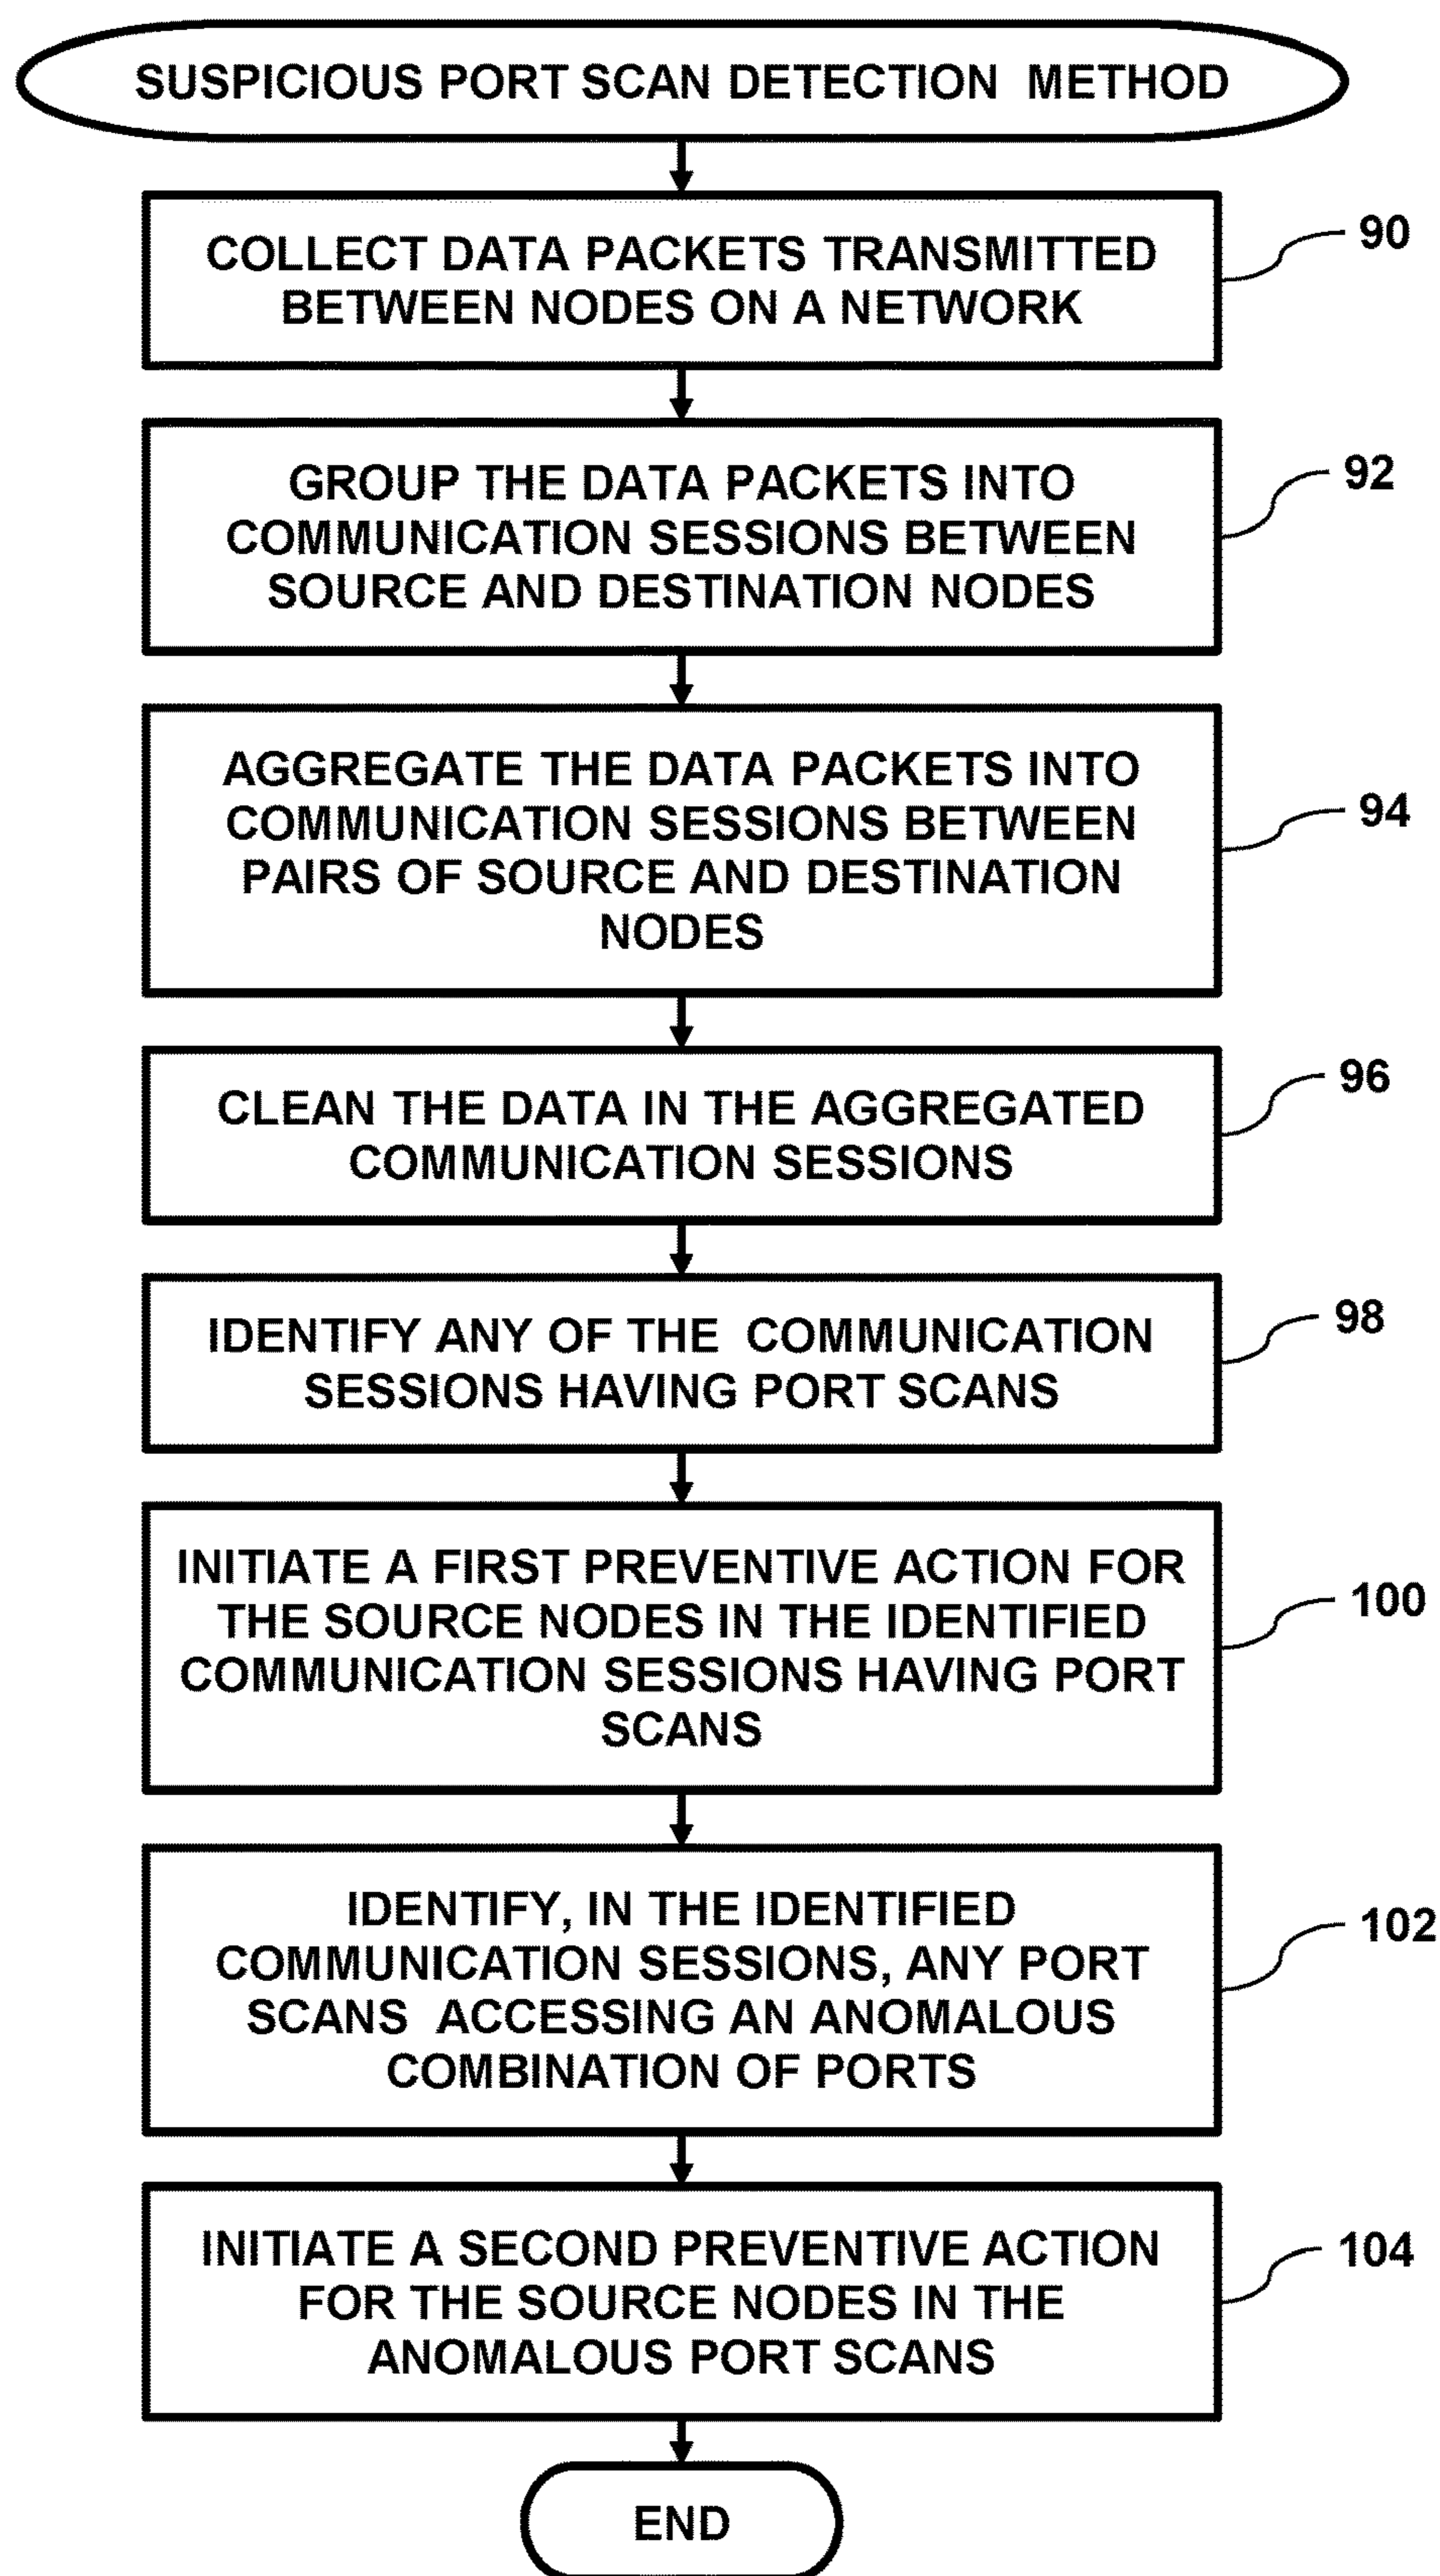 SUSPICIOUS PORT SCAN DETECTION METHOD
COLLECT DATA PACKETS TRANSMITTED
BETWEEN NODES ON A NETWORK
90
GROUP THE DATA PACKETS INTO
COMMUNICATION SESSIONS BETWEEN
SOURCE AND DESTINATION NODES
92
AGGREGATE THE DATA PACKETS INTO
COMMUNICATION SESSIONS BETWEEN
PAIRS OF SOURCE AND DESTINATION
NODES
94
CLEAN THE DATA IN THE AGGREGATED
COMMUNICATION SESSIONS
96
IDENTIFY ANY OF THE COMMUNICATION
SESSIONS HAVING PORT SCANS
98
INITIATE A FIRST PREVENTIVE ACTION FOR
THE SOURCE NODES IN THE IDENTIFIED
COMMUNICATION SESSIONS HAVING PORT
SCANS
100
IDENTIFY, IN THE IDENTIFIED
COMMUNICATION SESSIONS, ANY PORT
SCANS ACCESSING AN ANOMALOUS
COMBINATION OF PORTS
102
INITIATE A SECOND PREVENTIVE ACTION
FOR THE SOURCE NODES IN THE
ANOMALOUS PORT SCANS
104
END